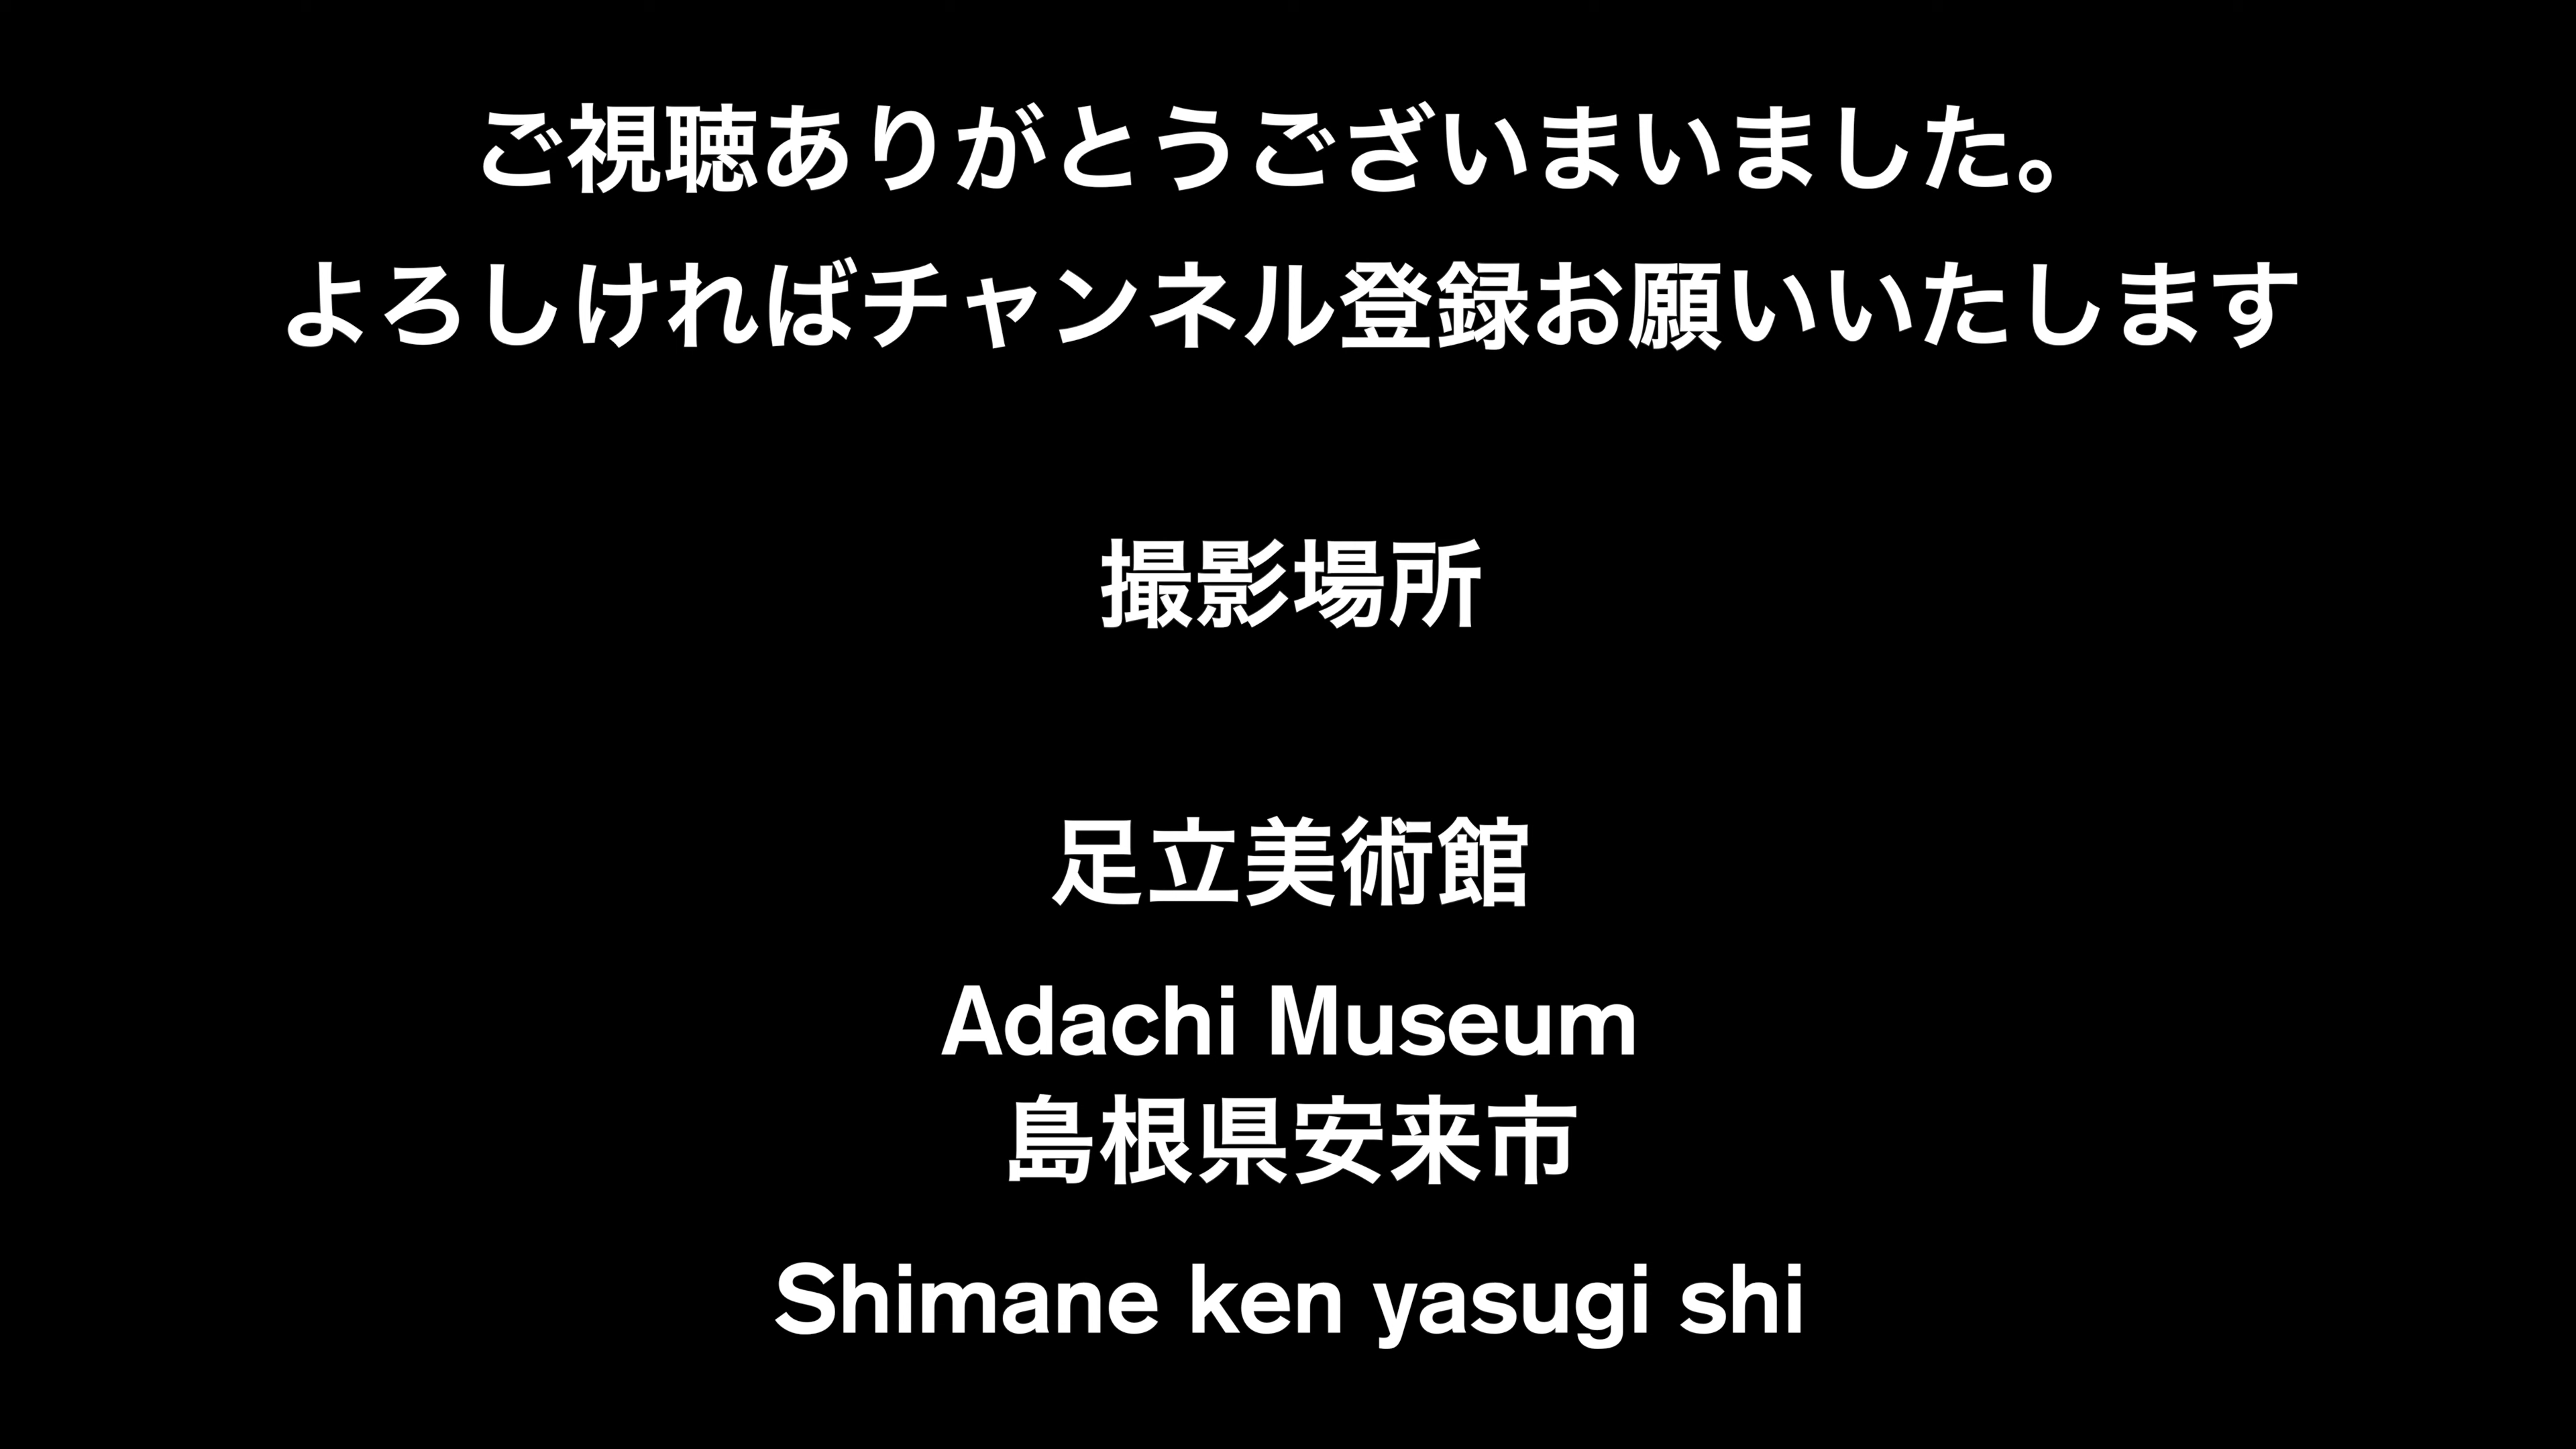 ご視聴ありがとうございまいました。
よろしければチャンネル登録お願いいたします
撮影場所
足立美術館
Adachi Museum
島根県安来市
Shimane ken yasugi shi